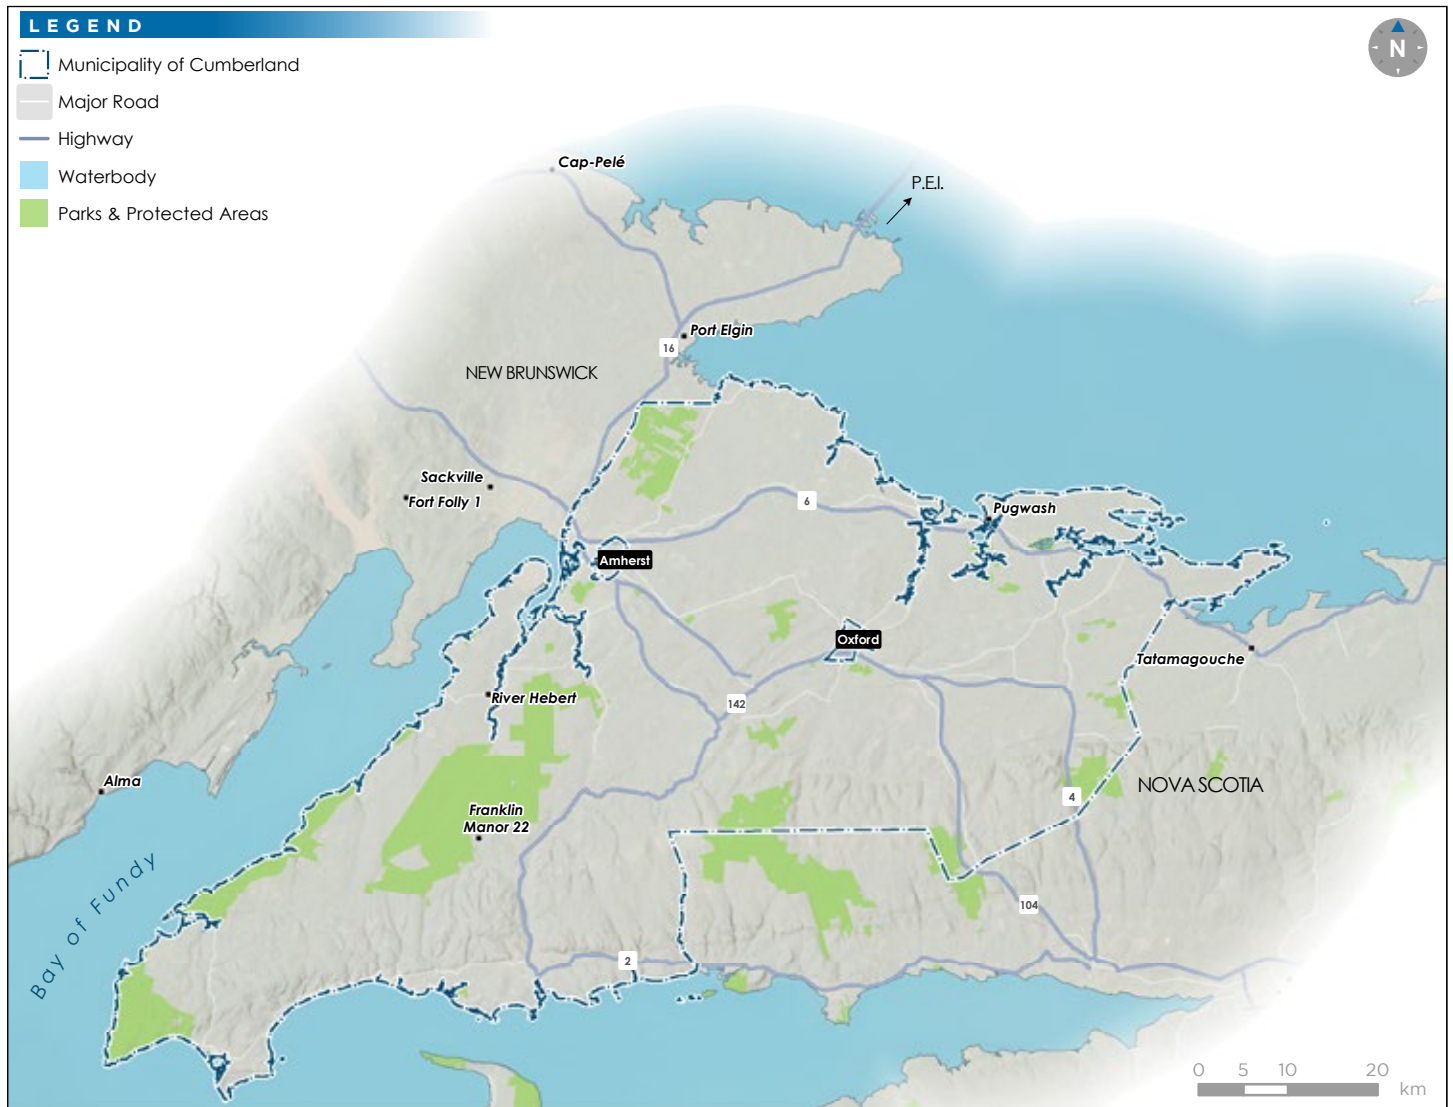 LEGEND
Municipality of Cumberland
Major Road
Highway
Waterbody
Parks & Protected Areas
N
Cap-Pelé
P.E.I.
Port Elgin
16
NEW BRUNSWICK
Sackville
Fort Folly 1
6
Pugwash
Amherst
Oxford
Tatamagouche
River Hebert
142
Alma
NOVA SCOTIA
4
Franklin
Manor 22
Bay of Fundy
104
2
0 5 10 20
km